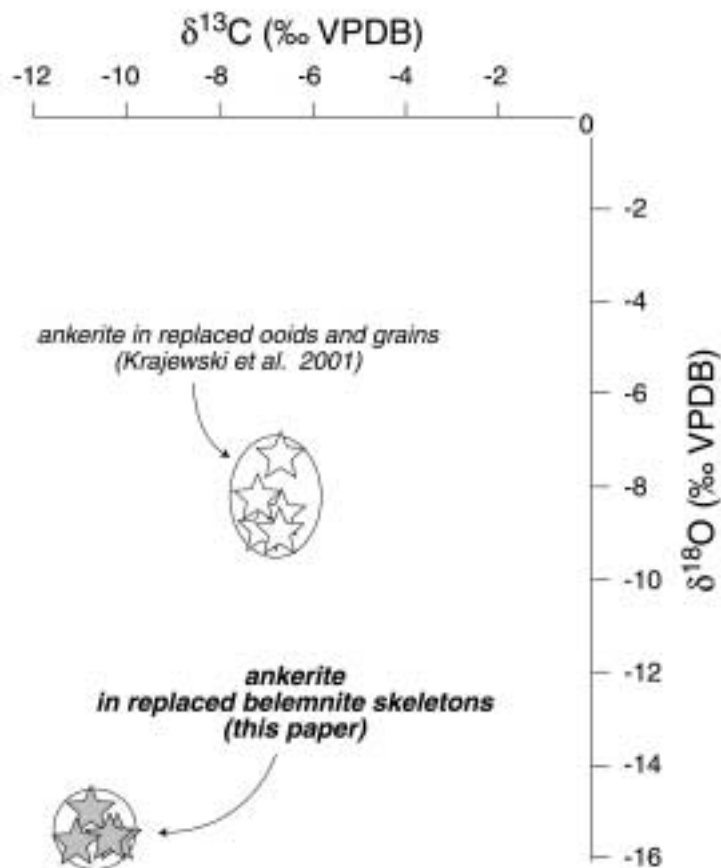 δ¹³C (‰ VPDB)
-12 -10 -8 -6 -4 -2
0
-2
-4
ankerite in replaced ooids and grains
(Krajewski et al. 2001)
-6
-8
δ¹⁸O (‰ VPDB)
-10
-12
ankerite
in replaced belemnite skeletons
(this paper)
-14
-16